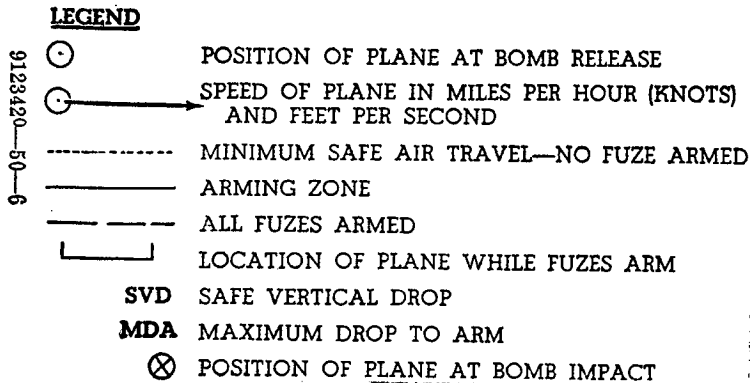 LEGEND
POSITION OF PLANE AT BOMB RELEASE
SPEED OF PLANE IN MILES PER HOUR (KNOTS)
AND FEET PER SECOND
MINIMUM SAFE AIR TRAVEL—NO FUZE ARMED
ARMING ZONE
ALL FUZES ARMED
LOCATION OF PLANE WHILE FUZES ARM
SVD SAFE VERTICAL DROP
MDA MAXIMUM DROP TO ARM
POSITION OF PLANE AT BOMB IMPACT
9123420—50—6